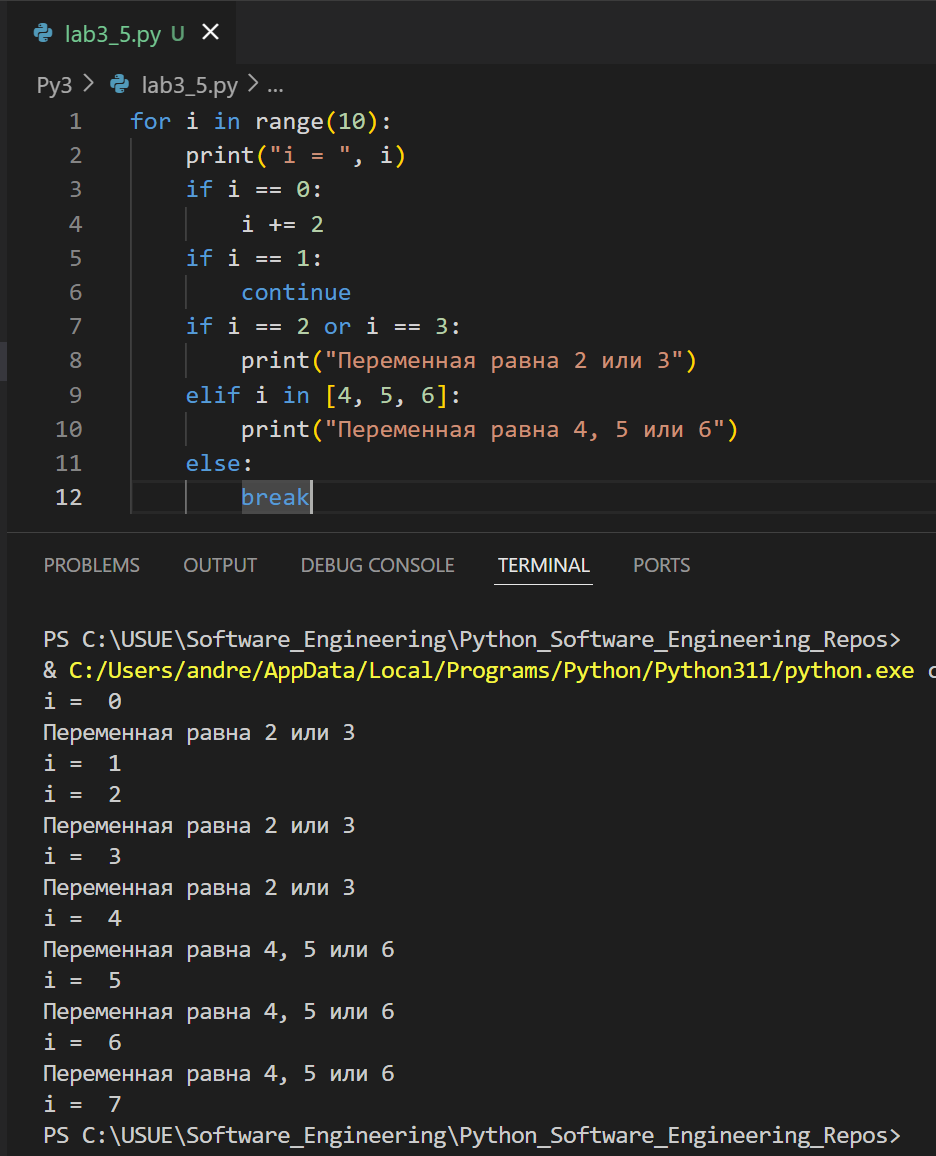 lab3_5.py U ×
Py3 > lab3_5.py > ...
1 for i in range(10):
2     print("i = ", i)
3     if i == 0:
4         i += 2
5     if i == 1:
6         continue
7     if i == 2 or i == 3:
8         print("Переменная равна 2 или 3")
9     elif i in [4, 5, 6]:
10         print("Переменная равна 4, 5 или 6")
11     else:
12         break
PROBLEMS OUTPUT DEBUG CONSOLE TERMINAL PORTS
PS C:\USUE\Software_Engineering\Python_Software_Engineering_Repos>
& C:/Users/andre/AppData/Local/Programs/Python/Python311/python.exe c
i =  0
Переменная равна 2 или 3
i =  1
i =  2
Переменная равна 2 или 3
i =  3
Переменная равна 2 или 3
i =  4
Переменная равна 4, 5 или 6
i =  5
Переменная равна 4, 5 или 6
i =  6
Переменная равна 4, 5 или 6
i =  7
PS C:\USUE\Software_Engineering\Python_Software_Engineering_Repos>